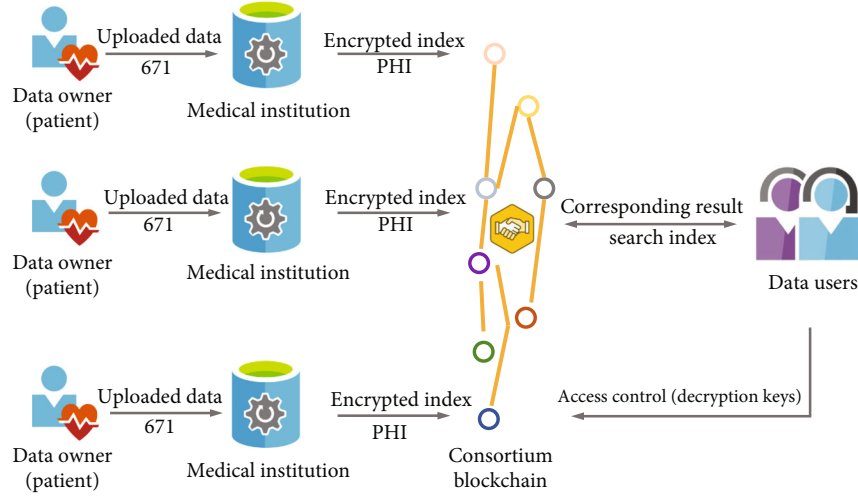 Uploaded data
671
Encrypted index
PHI
Data owner
(patient)
Medical institution
Uploaded data
671
Encrypted index
PHI
Data owner
(patient)
Medical institution
Corresponding result
search index
Data users
Uploaded data
671
Encrypted index
PHI
Data owner
(patient)
Medical institution
Access control (decryption keys)
Consortium
blockchain